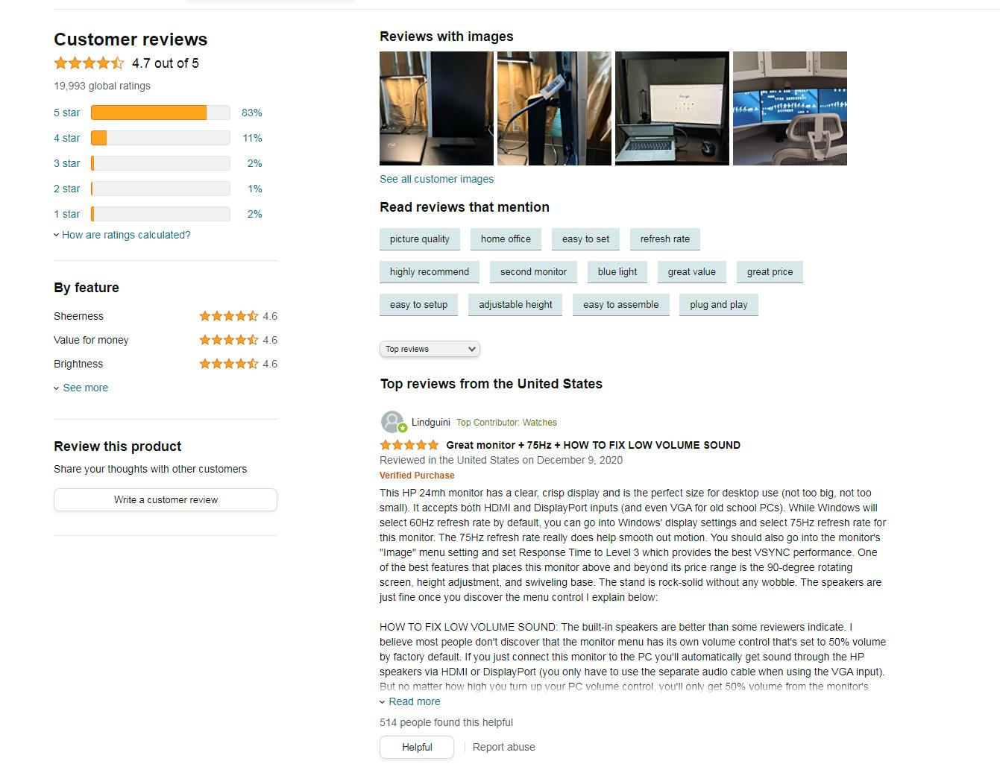 Customer reviews
4.7 out of 5
19,993 global ratings
5 star 83%
4 star 11%
3 star 2%
2 star 1%
1 star 2%
How are ratings calculated?
By feature
Sheerness 4.6
Value for money 4.6
Brightness 4.6
See more
Review this product
Share your thoughts with other customers
Write a customer review
Reviews with images
Google
See all customer images
Read reviews that mention
picture quality home office easy to set refresh rate
highly recommend second monitor blue light great value great price
easy to setup adjustable height easy to assemble plug and play
Top reviews
Top reviews from the United States
Lindguini Top Contributor: Watches
Great monitor + 75Hz + HOW TO FIX LOW VOLUME SOUND
Reviewed in the United States on December 9, 2020
Verified Purchase
This HP 24mh monitor has a clear, crisp display and is the perfect size for desktop use (not too big, not too
small). It accepts both HDMI and DisplayPort inputs (and even VGA for old school PCs). While Windows will
select 60Hz refresh rate by default, you can go into Windows' display settings and select 75Hz refresh rate for
this monitor. The 75Hz refresh rate really does help smooth out motion. You should also go into the monitor's
"Image" menu setting and set Response Time to Level 3 which provides the best VSYNC performance. One
of the best features that places this monitor above and beyond its price range is the 90-degree rotating
screen, height adjustment, and swiveling base. The stand is rock-solid without any wobble. The speakers are
just fine once you discover the menu control I explain below:
HOW TO FIX LOW VOLUME SOUND: The built-in speakers are better than some reviewers indicate. I
believe most people don't discover that the monitor menu has its own volume control that's set to 50% volume
by factory default. If you just connect this monitor to the PC you'll automatically get sound through the HP
speakers via HDMI or DisplayPort (you only have to use the separate audio cable when using the VGA input).
But no matter how high you turn up your PC volume control, you'll only get 50% volume from the monitor's
Read more
514 people found this helpful
Helpful Report abuse